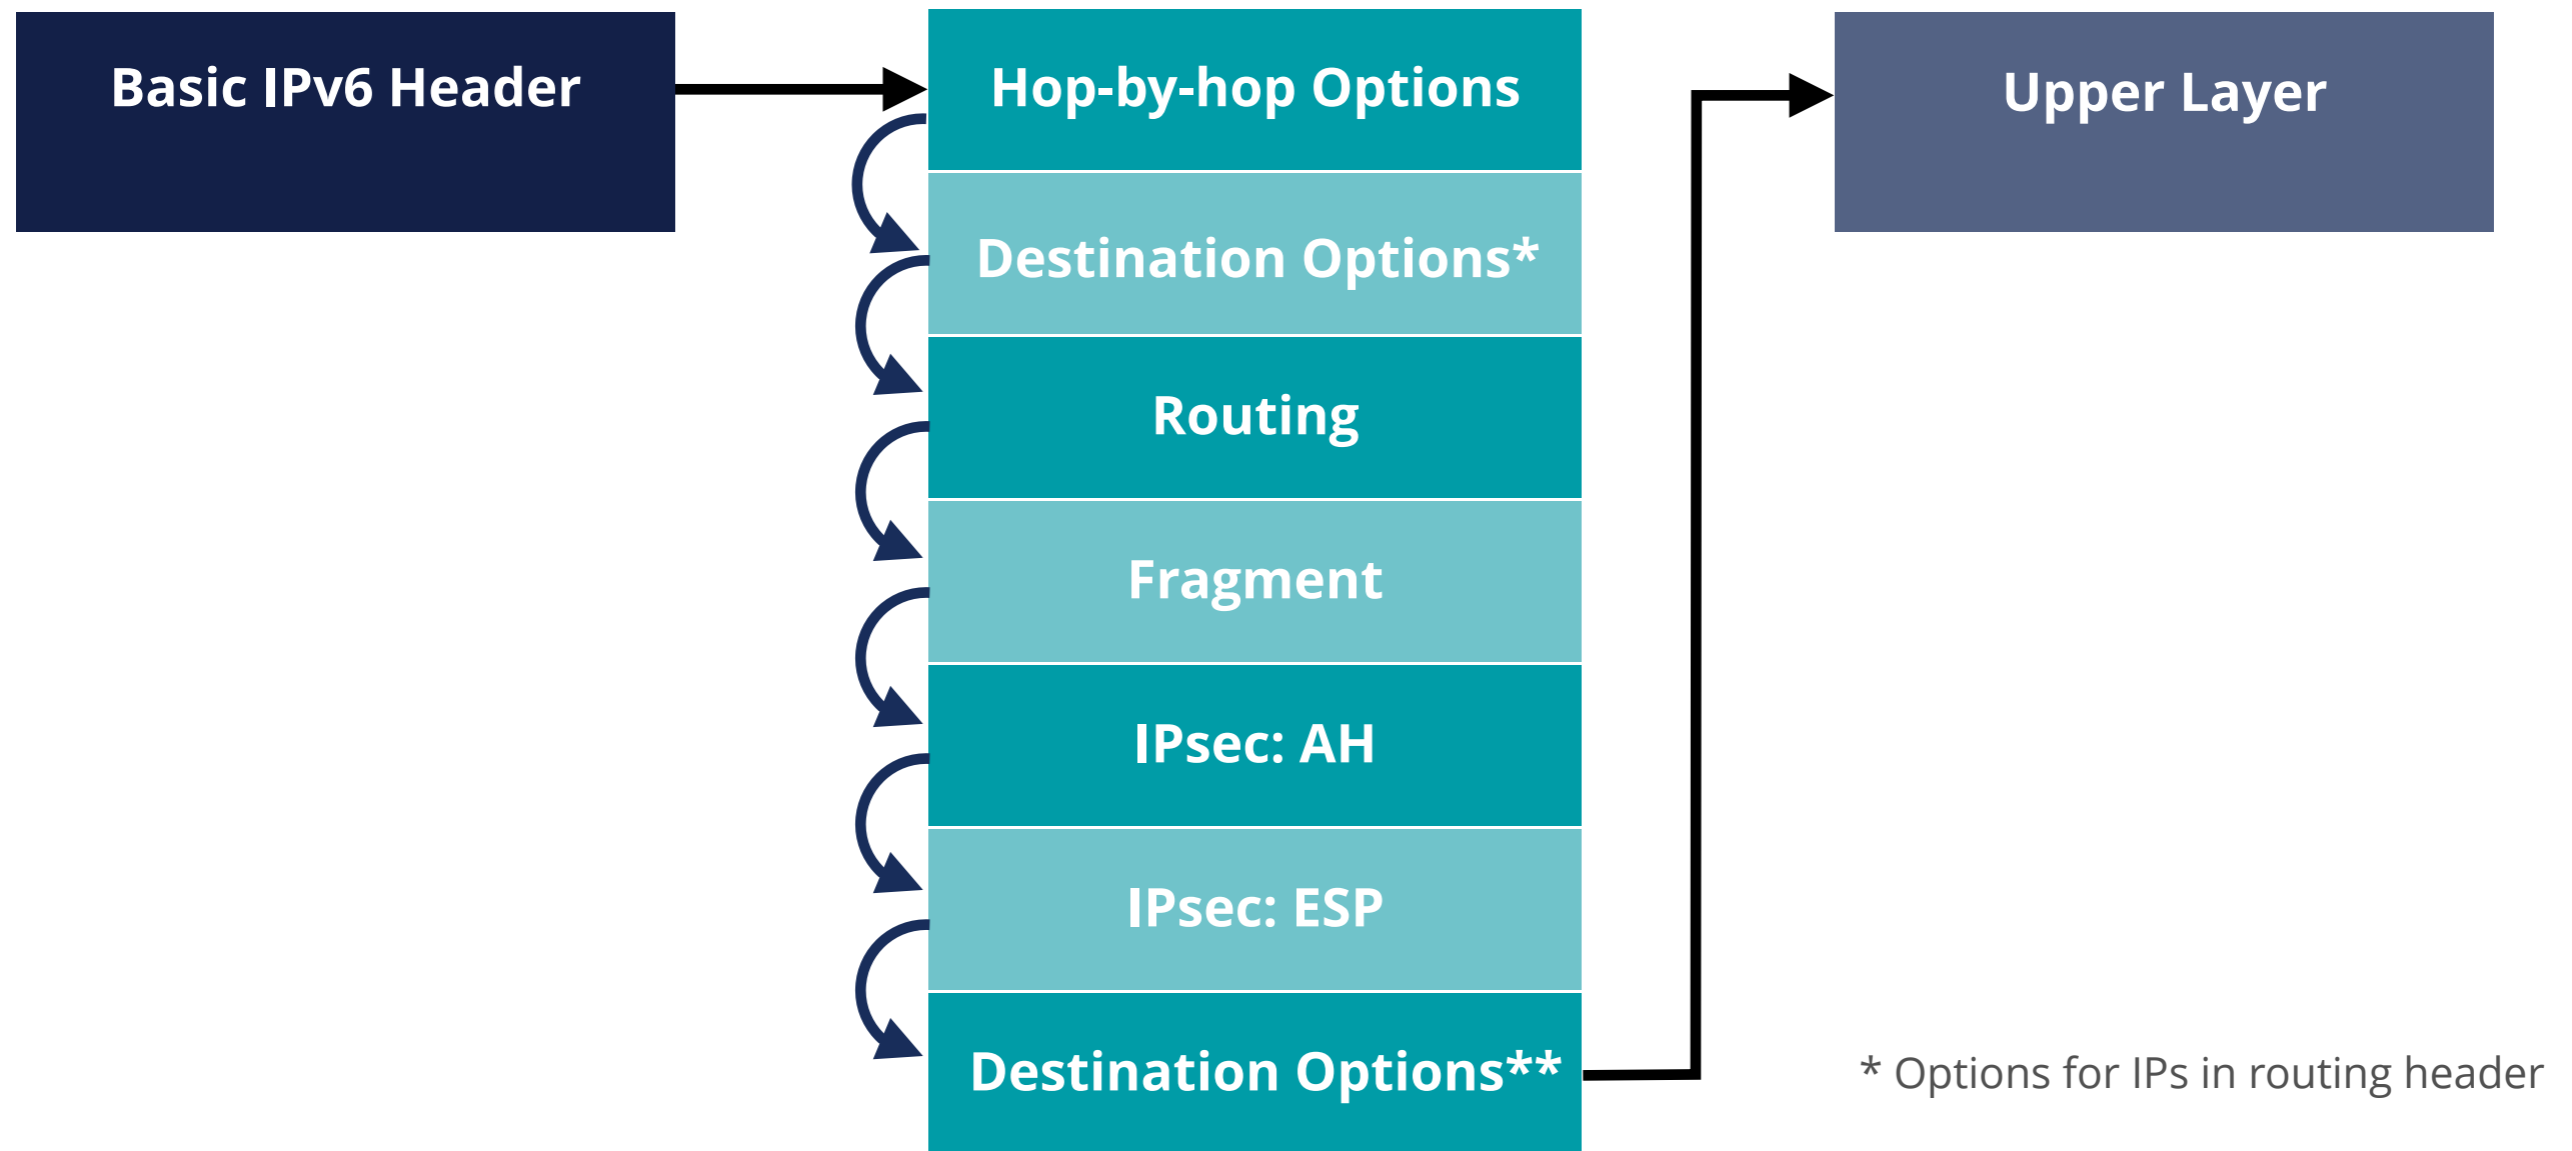 Basic IPv6 Header
Hop-by-hop Options
Destination Options*
Routing
Fragment
IPsec: AH
IPsec: ESP
Destination Options**
Upper Layer
* Options for IPs in routing header